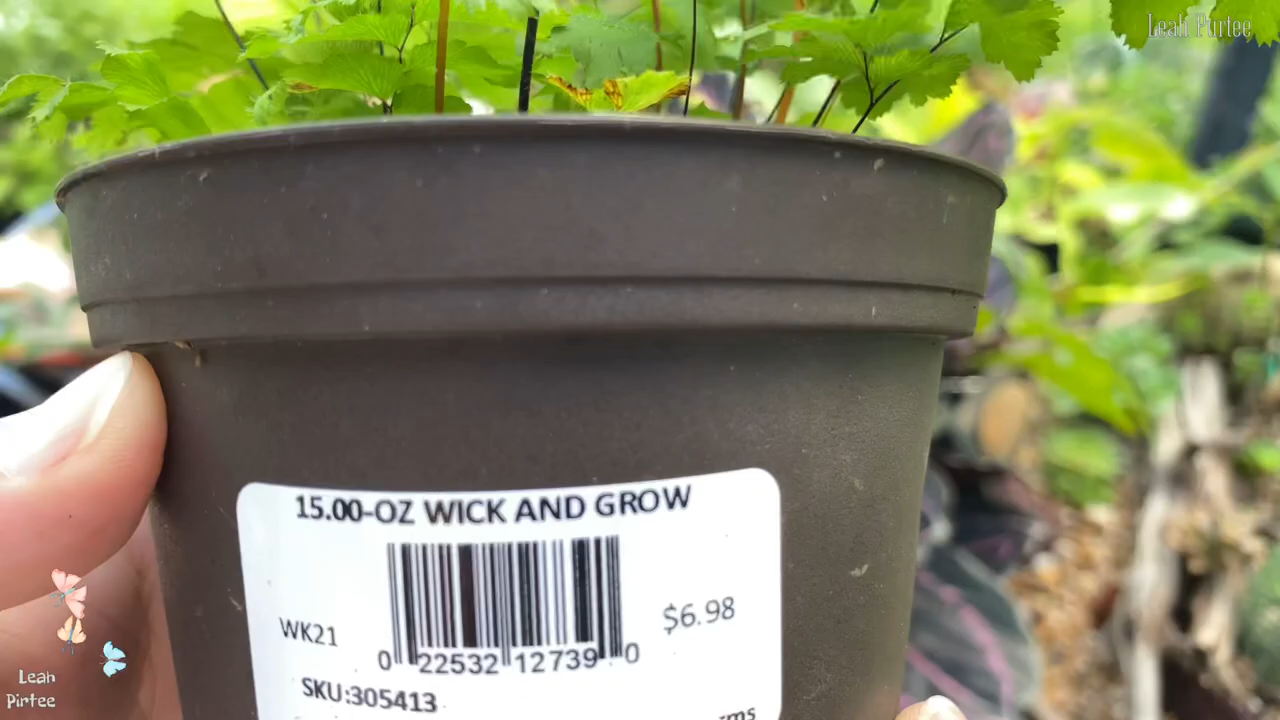 Leah Pirtee
15.00-OZ WICK AND GROW
WK21
$6.98
0 22532 12739 0
SKU:305413
Leah
Pirtee